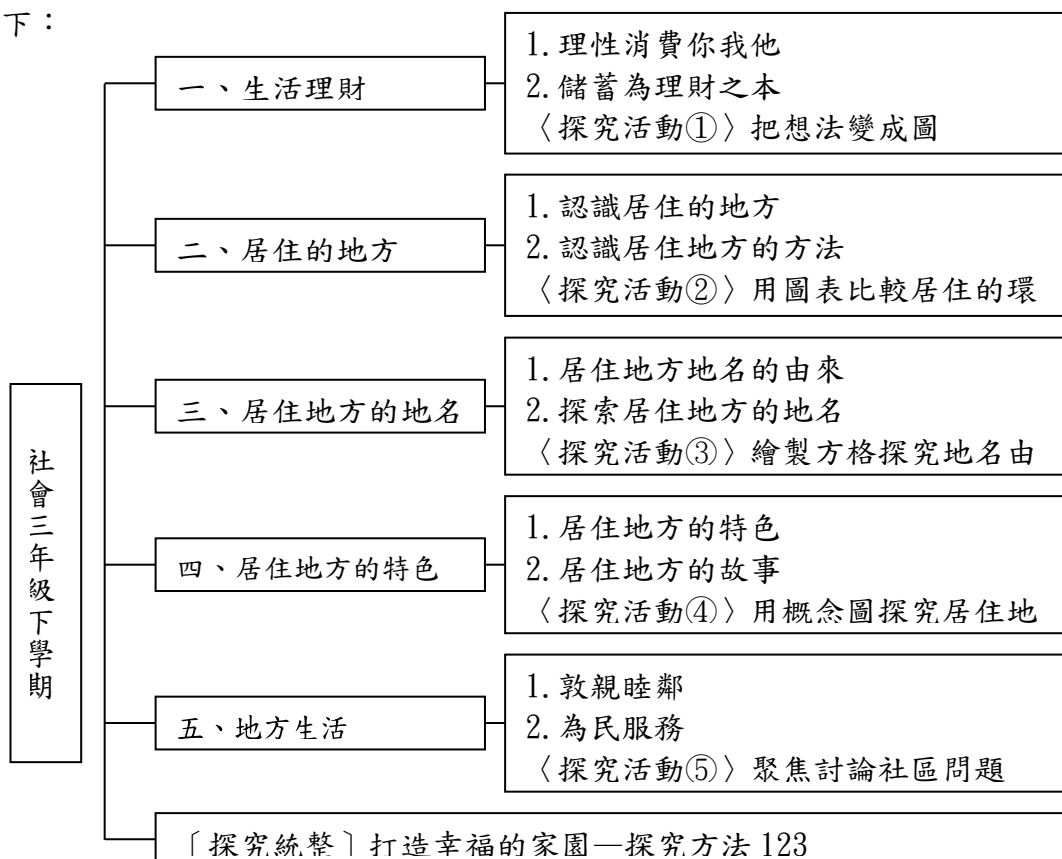 下：
社會三年級下學期
一、生活理財
1.理性消費你我他
2.儲蓄為理財之本
〈探究活動①〉把想法變成圖
二、居住的地方
1.認識居住的地方
2.認識居住地方的方法
〈探究活動②〉用圖表比較居住的環
三、居住地方的地名
1.居住地方地名的由來
2.探索居住地方的地名
〈探究活動③〉繪製方格探究地名由
四、居住地方的特色
1.居住地方的特色
2.居住地方的故事
〈探究活動④〉用概念圖探究居住地
五、地方生活
1.敦親睦鄰
2.為民服務
〈探究活動⑤〉聚焦討論社區問題
〔探究統整〕打造幸福的家園—探究方法 123